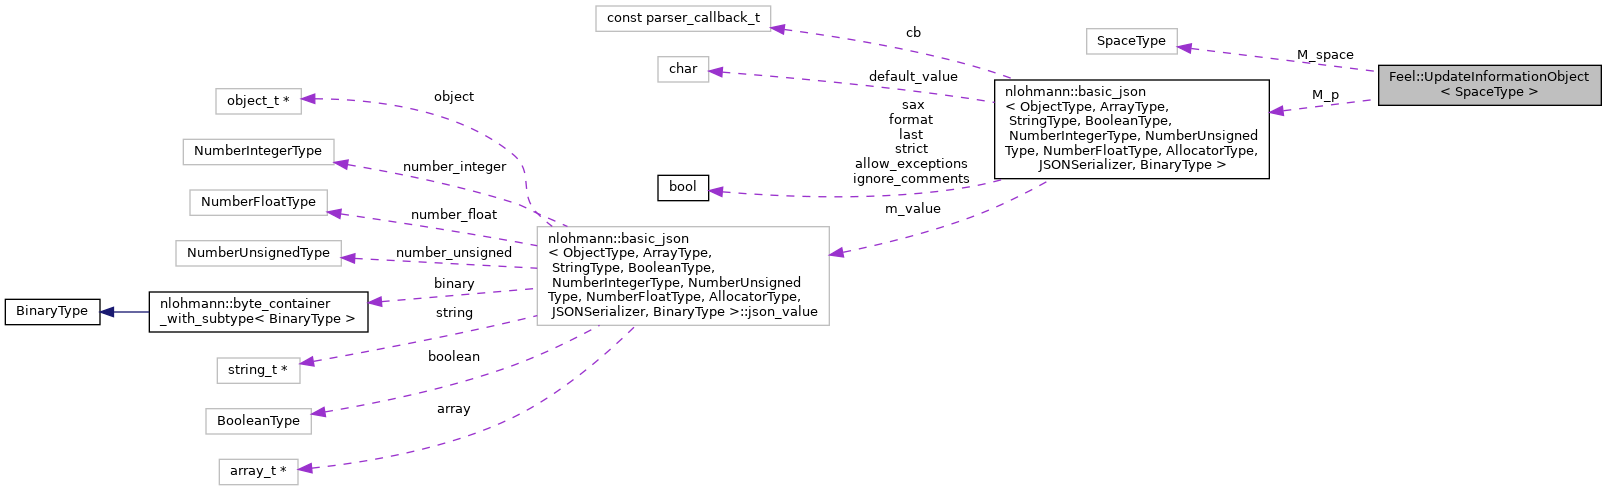 const parser_callback_t
cb
SpaceType
M_space
char
default_value
Feel::UpdateInformationObject
< SpaceType >
M_p
nlohmann::basic_json
< ObjectType, ArrayType,
StringType, BooleanType,
NumberIntegerType, NumberUnsigned
Type, NumberFloatType, AllocatorType,
JSONSerializer, BinaryType >
object_t *
object
sax
format
last
strict
allow_exceptions
ignore_comments
bool
NumberIntegerType
number_integer
m_value
NumberFloatType
number_float
nlohmann::basic_json
< ObjectType, ArrayType,
StringType, BooleanType,
NumberIntegerType, NumberUnsigned
Type, NumberFloatType, AllocatorType,
JSONSerializer, BinaryType >::json_value
NumberUnsignedType
number_unsigned
binary
BinaryType
nlohmann::byte_container
_with_subtype< BinaryType >
string
string_t *
boolean
BooleanType
array
array_t *